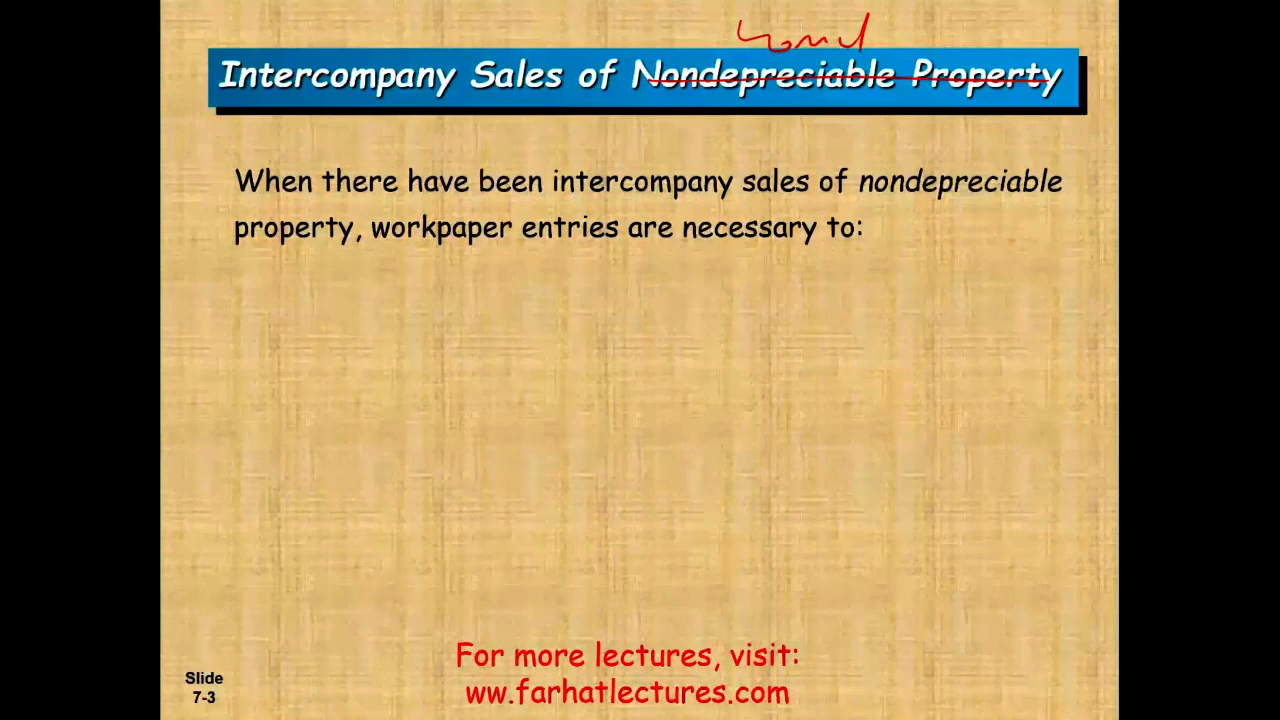 Intercompany Sales of Nondepreciable Property
When there have been intercompany sales of nondepreciable
property, workpaper entries are necessary to:
For more lectures, visit:
ww.farhatlectures.com
Slide
7-3